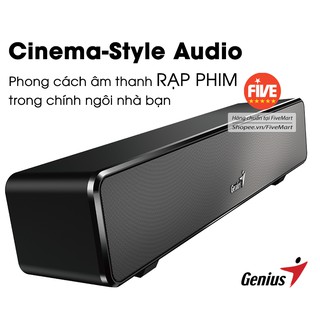 Cinema-Style Audio
Phong cách âm thanh RẠP PHIM
trong chính ngôi nhà bạn
FIVE
Hàng chuẩn tại FiveMart
Shopee.vn/FiveMart
Genius
Genius